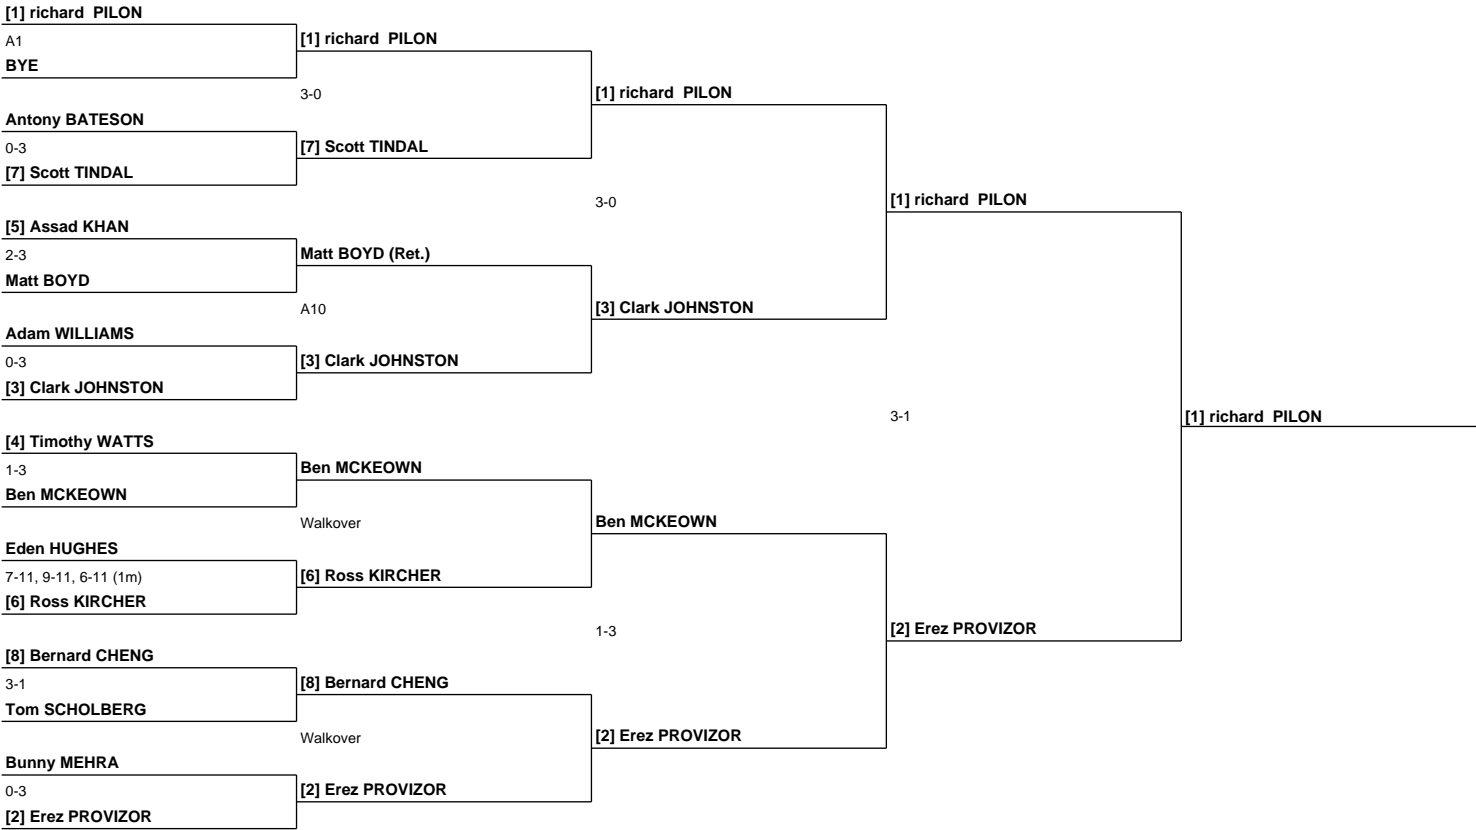 [1] richard  PILON
A1
BYE
Antony BATESON
0-3
[7] Scott TINDAL
[5] Assad KHAN
2-3
Matt BOYD
Adam WILLIAMS
0-3
[3] Clark JOHNSTON
[4] Timothy WATTS
1-3
Ben MCKEOWN
Eden HUGHES
7-11, 9-11, 6-11 (1m)
[6] Ross KIRCHER
[8] Bernard CHENG
3-1
Tom SCHOLBERG
Bunny MEHRA
0-3
[2] Erez PROVIZOR
[1] richard  PILON
3-0
[7] Scott TINDAL
Matt BOYD (Ret.)
A10
[3] Clark JOHNSTON
Ben MCKEOWN
Walkover
[6] Ross KIRCHER
[8] Bernard CHENG
Walkover
[2] Erez PROVIZOR
[1] richard  PILON
3-0
[3] Clark JOHNSTON
Ben MCKEOWN
1-3
[2] Erez PROVIZOR
[1] richard  PILON
3-1
[2] Erez PROVIZOR
[1] richard  PILON